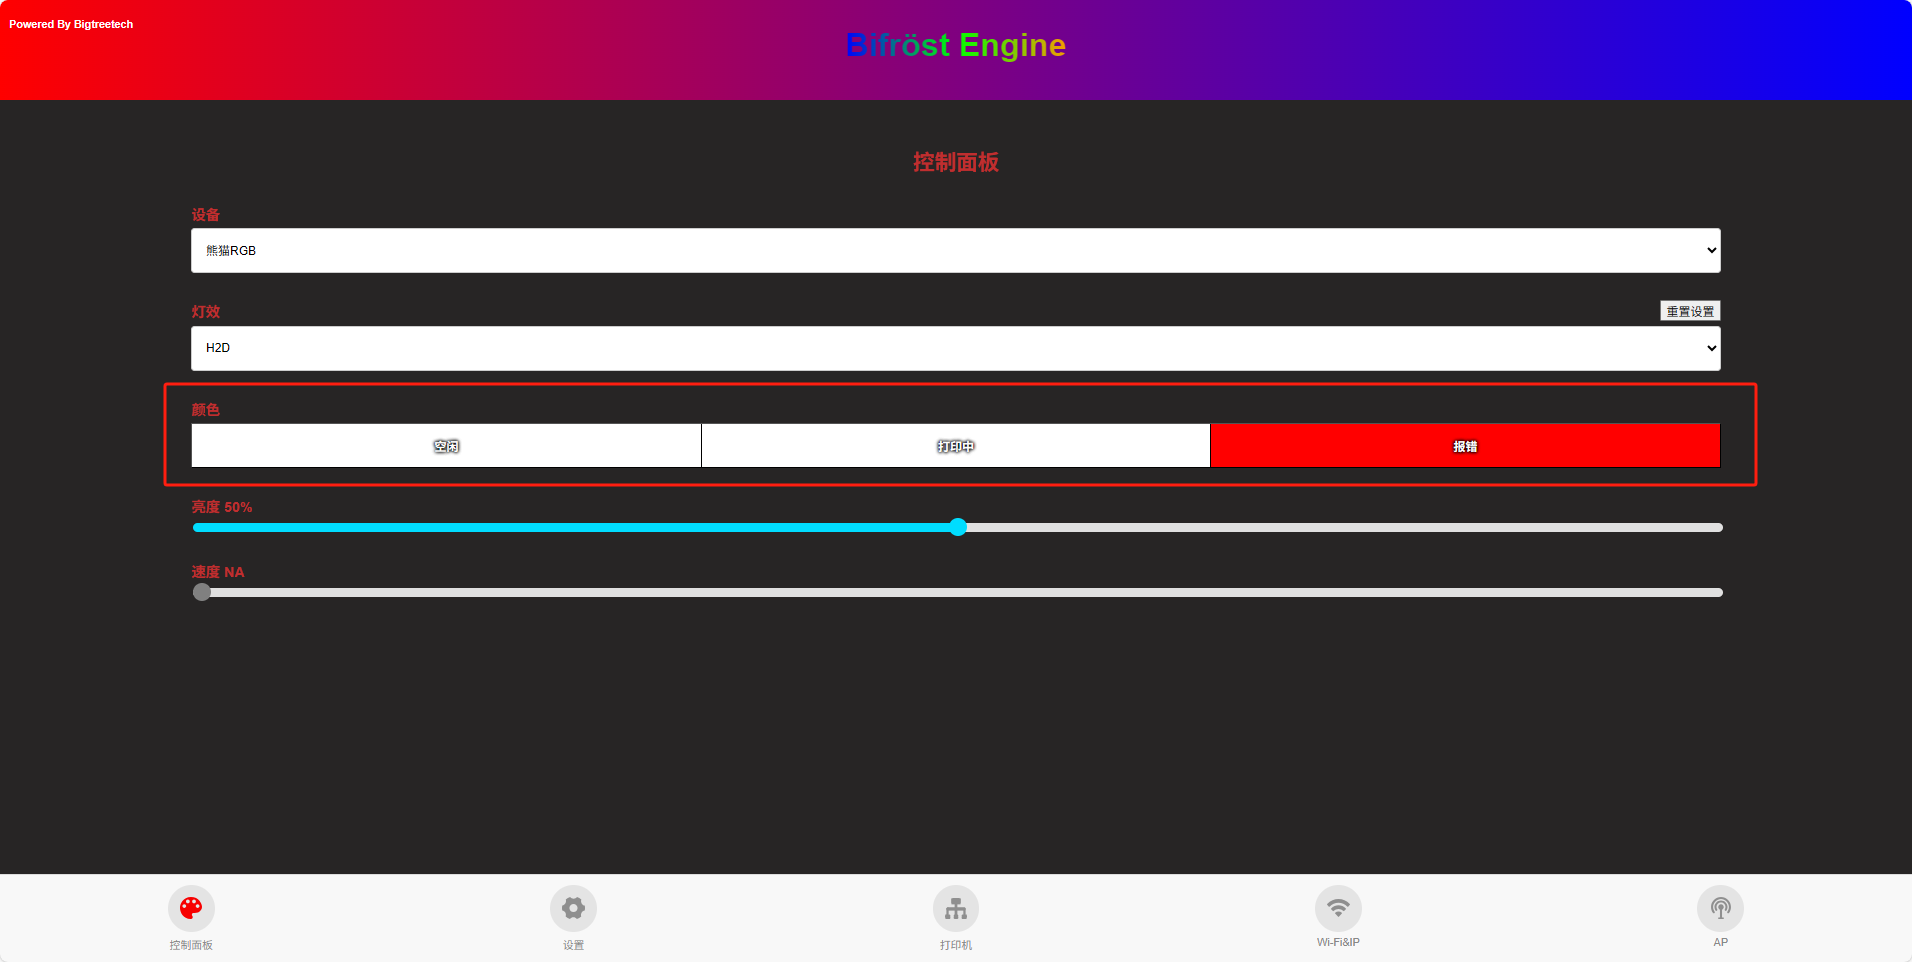 Powered By Bigtreetech
Bifröst Engine
控制面板
设备
熊猫RGB
灯效
重置设置
H2D
颜色
空闲
打印中
报错
亮度 50%
速度 NA
控制面板
设置
打印机
Wi-Fi&IP
AP